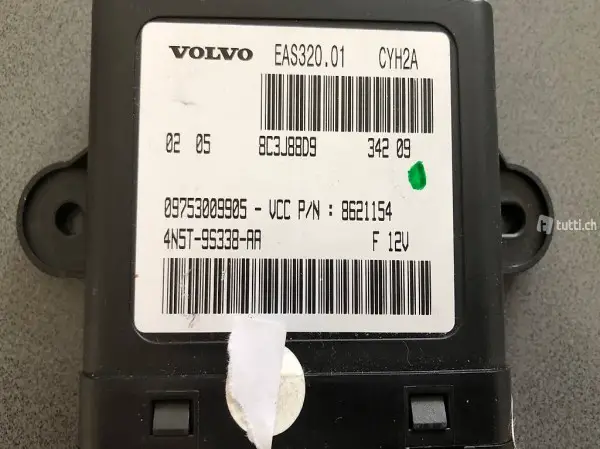 VOLVO EAS320.01 CYH2A
02 05 8C3J88D9 342 09
09753009905 - VCC P/N : 8621154
4N5T-9S338-AA F 12V
tutti.ch